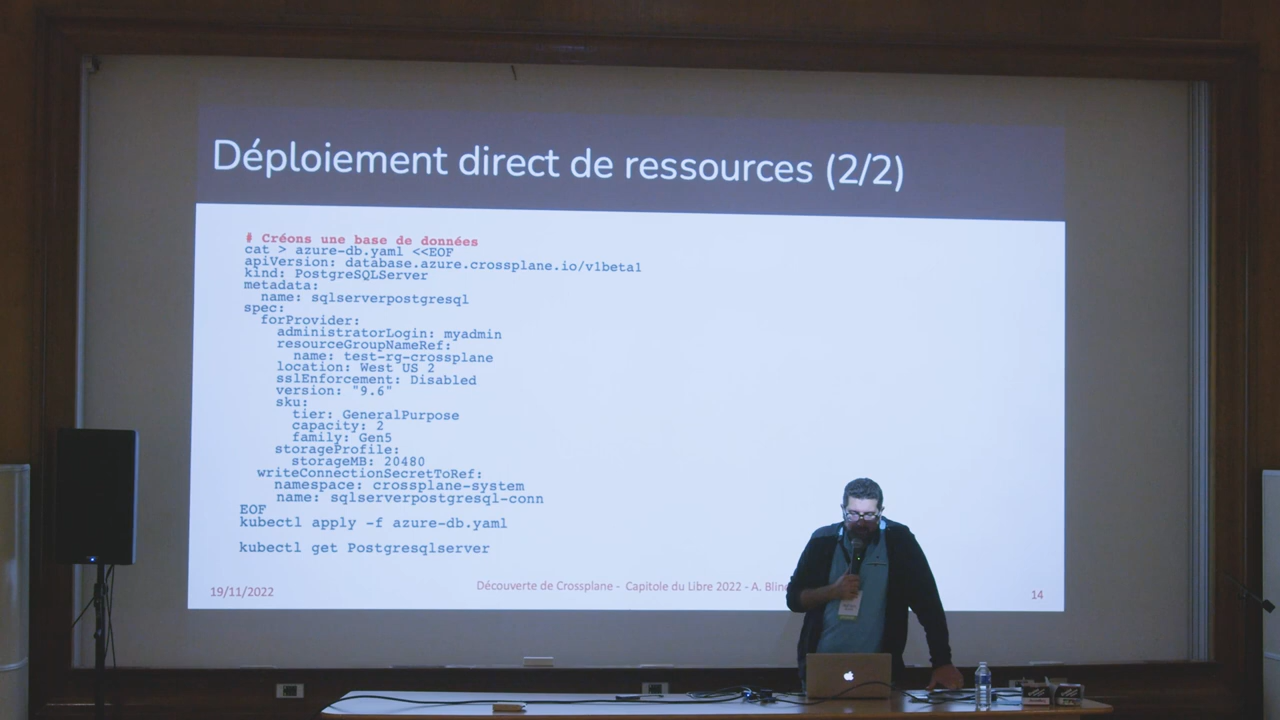 Déploiement direct de ressources (2/2)
# Créons une base de données
cat > azure-db.yaml <<EOF
apiVersion: database.azure.crossplane.io/v1beta1
kind: PostgreSQLServer
metadata:
  name: sqlserverpostgresql
spec:
  forProvider:
    administratorLogin: myadmin
    resourceGroupNameRef:
      name: test-rg-crossplane
    location: West US 2
    sslEnforcement: Disabled
    version: "9.6"
    sku:
      tier: GeneralPurpose
      capacity: 2
      family: Gen5
    storageProfile:
      storageMB: 20480
  writeConnectionSecretToRef:
    namespace: crossplane-system
    name: sqlserverpostgresql-conn
EOF
kubectl apply -f azure-db.yaml
kubectl get Postgresqlserver
19/11/2022
Découverte de Crossplane - Capitole du Libre 2022 - A. Blin
14